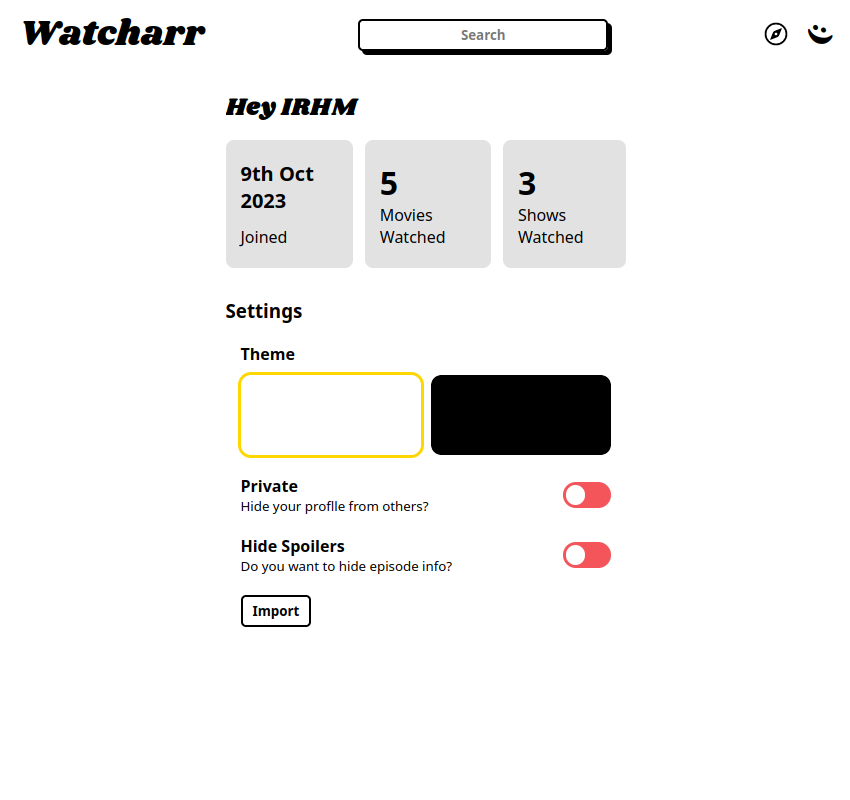 Watcharr
Search
Hey IRHM
9th Oct
2023
Joined
5
Movies
Watched
3
Shows
Watched
Settings
Theme
Private
Hide your profile from others?
Hide Spoilers
Do you want to hide episode info?
Import